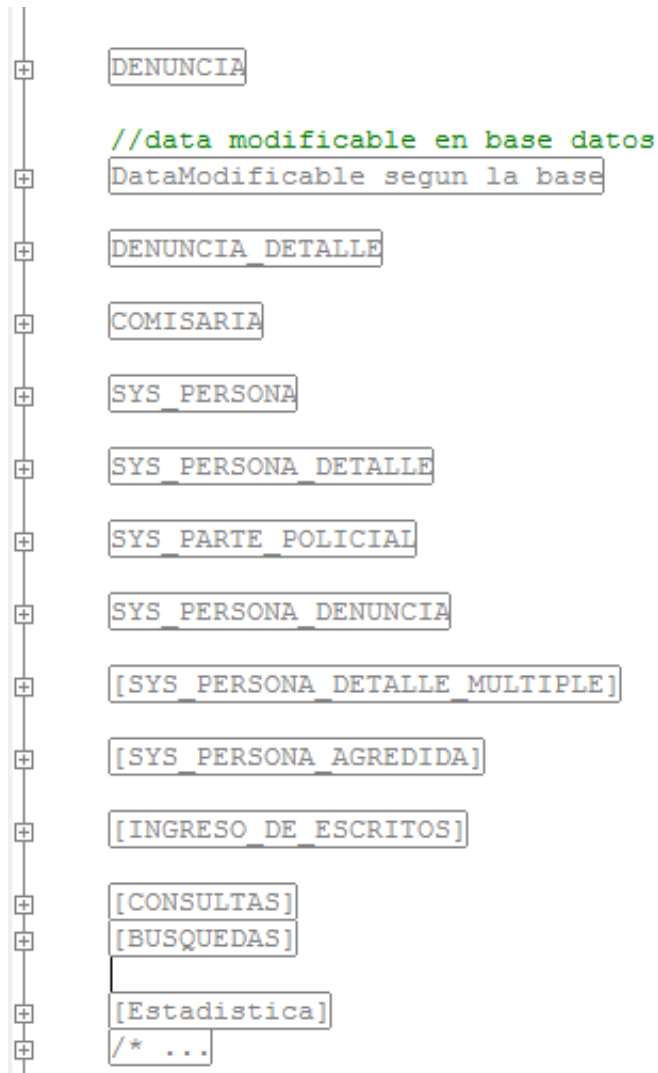 DENUNCIA
//data modificable en base datos
DataModificable segun la base
DENUNCIA_DETALLE
COMISARIA
SYS_PERSONA
SYS_PERSONA_DETALLE
SYS_PARTE_POLICIAL
SYS_PERSONA_DENUNCIA
[SYS_PERSONA_DETALLE_MULTIPLE]
[SYS_PERSONA_AGREDIDA]
[INGRESO_DE_ESCRITOS]
[CONSULTAS]
[BUSQUEDAS]
[Estadistica]
/* ...